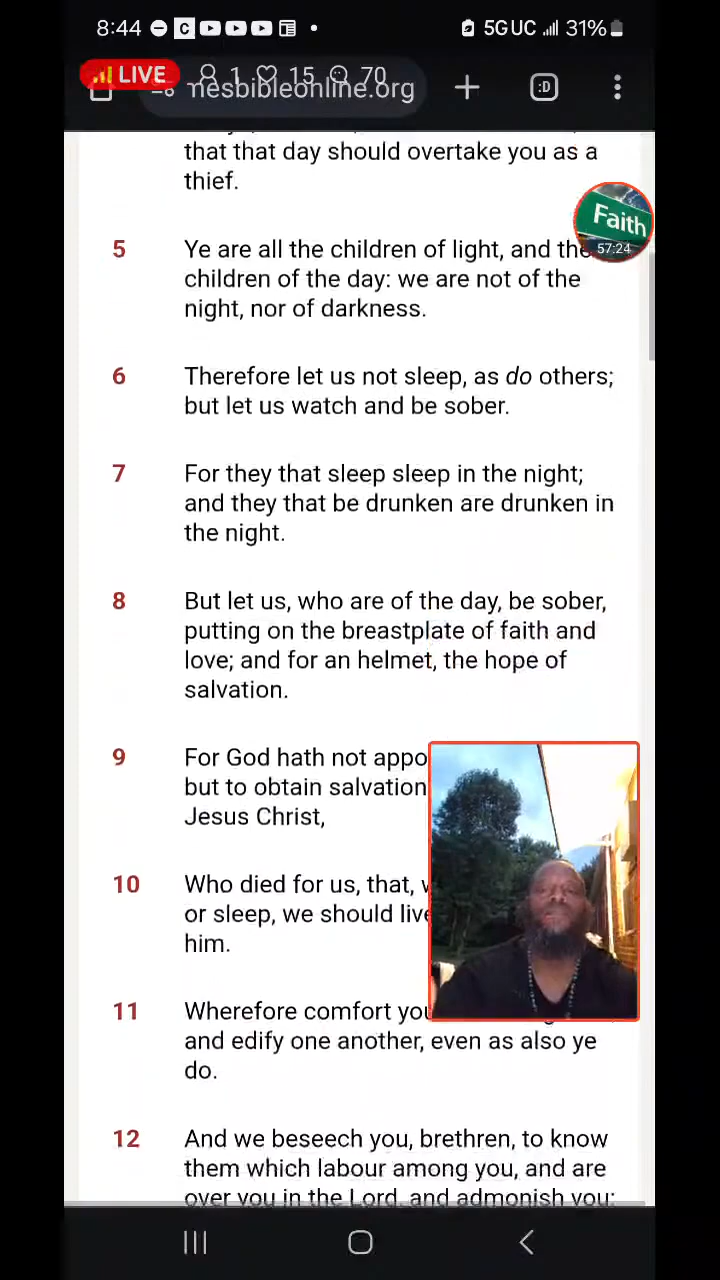 8:44 C 5G UC 31%
LIVE 1 15 70
nesbibleonline.org :D
that that day should overtake you as a
thief.
Faith
57:24
5 Ye are all the children of light, and the
children of the day: we are not of the
night, nor of darkness.
6 Therefore let us not sleep, as do others;
but let us watch and be sober.
7 For they that sleep sleep in the night;
and they that be drunken are drunken in
the night.
8 But let us, who are of the day, be sober,
putting on the breastplate of faith and
love; and for an helmet, the hope of
salvation.
9 For God hath not appo
but to obtain salvation
Jesus Christ,
10 Who died for us, that,
or sleep, we should live
him.
11 Wherefore comfort you
and edify one another, even as also ye
do.
12 And we beseech you, brethren, to know
them which labour among you, and are
over you in the Lord, and admonish you;